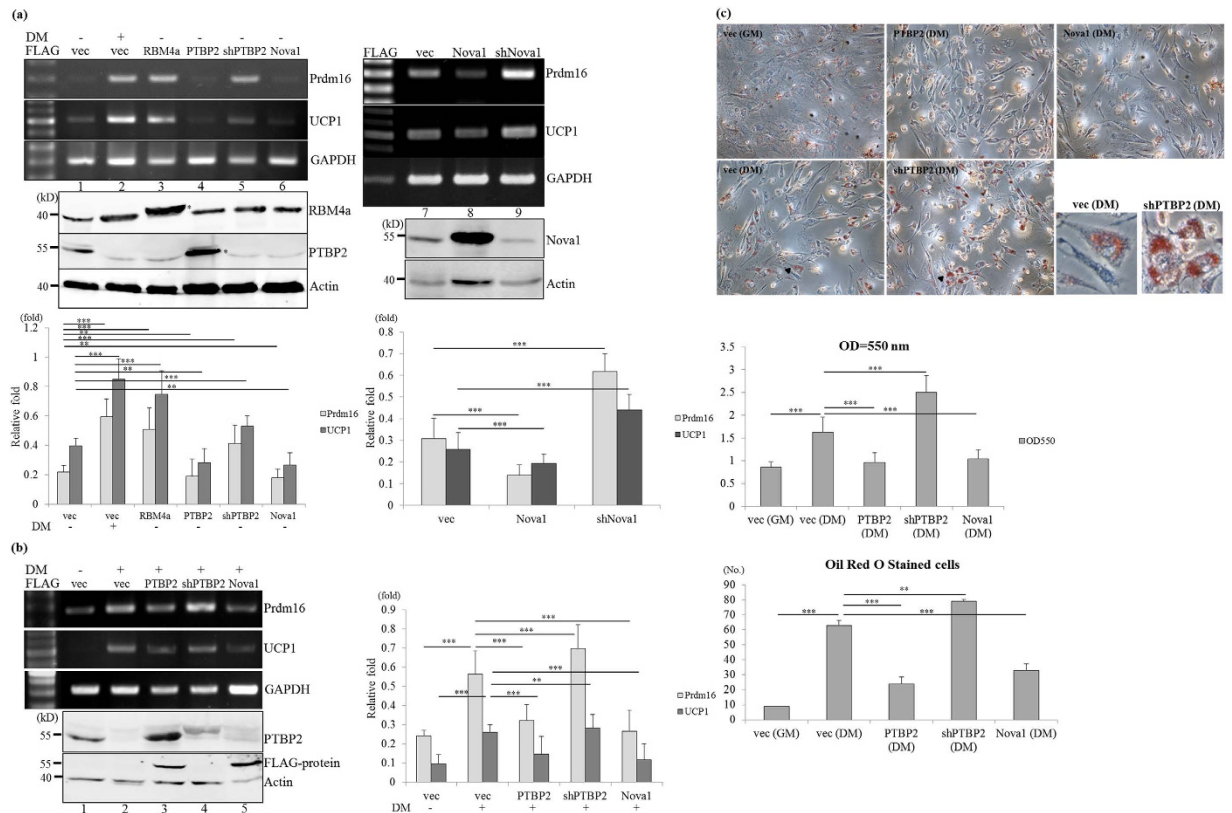 (a)
DM - + - - - -
FLAG vec vec RBM4a PTBP2 shPTBP2 Nova1
Prdm16
UCP1
GAPDH
1 2 3 4 5 6
(kD)
40 RBM4a
*
55 PTBP2
*
40 Actin
(fold)
Relative fold
1.2
1
0.8
0.6
0.4
0.2
0
*** *** ** *** **
*** *** ** *** **
vec vec RBM4a PTBP2 shPTBP2 Nova1
DM - + - - - -
Prdm16
UCP1
FLAG vec Nova1 shNova1
Prdm16
UCP1
GAPDH
7 8 9
(kD)
55 Nova1
40 Actin
(fold)
Relative fold
0.8
0.7
0.6
0.5
0.4
0.3
0.2
0.1
0
***
***
***
***
vec Nova1 shNova1
(b)
DM - + + + +
FLAG vec vec PTBP2 shPTBP2 Nova1
Prdm16
UCP1
GAPDH
(kD)
55 PTBP2
55 FLAG-protein
40 Actin
1 2 3 4 5
(fold)
Relative fold
0.9
0.8
0.7
0.6
0.5
0.4
0.3
0.2
0.1
0
***
***
*** ***
***
**
*** ***
vec vec PTBP2 shPTBP2 Nova1
DM - + + + +
Prdm16
UCP1
(c)
vec (GM) PTBP2 (DM) Nova1 (DM)
vec (DM) shPTBP2 (DM)
vec (DM) shPTBP2 (DM)
OD=550 nm
3.5
3
2.5
2
1.5
1
0.5
0
***
***
*** ***
OD550
vec (GM) vec (DM) PTBP2 (DM) shPTBP2 (DM) Nova1 (DM)
Oil Red O Stained cells
(No.)
90
80
70
60
50
40
30
20
10
0
**
***
*** ***
vec (GM) vec (DM) PTBP2 (DM) shPTBP2 (DM) Nova1 (DM)